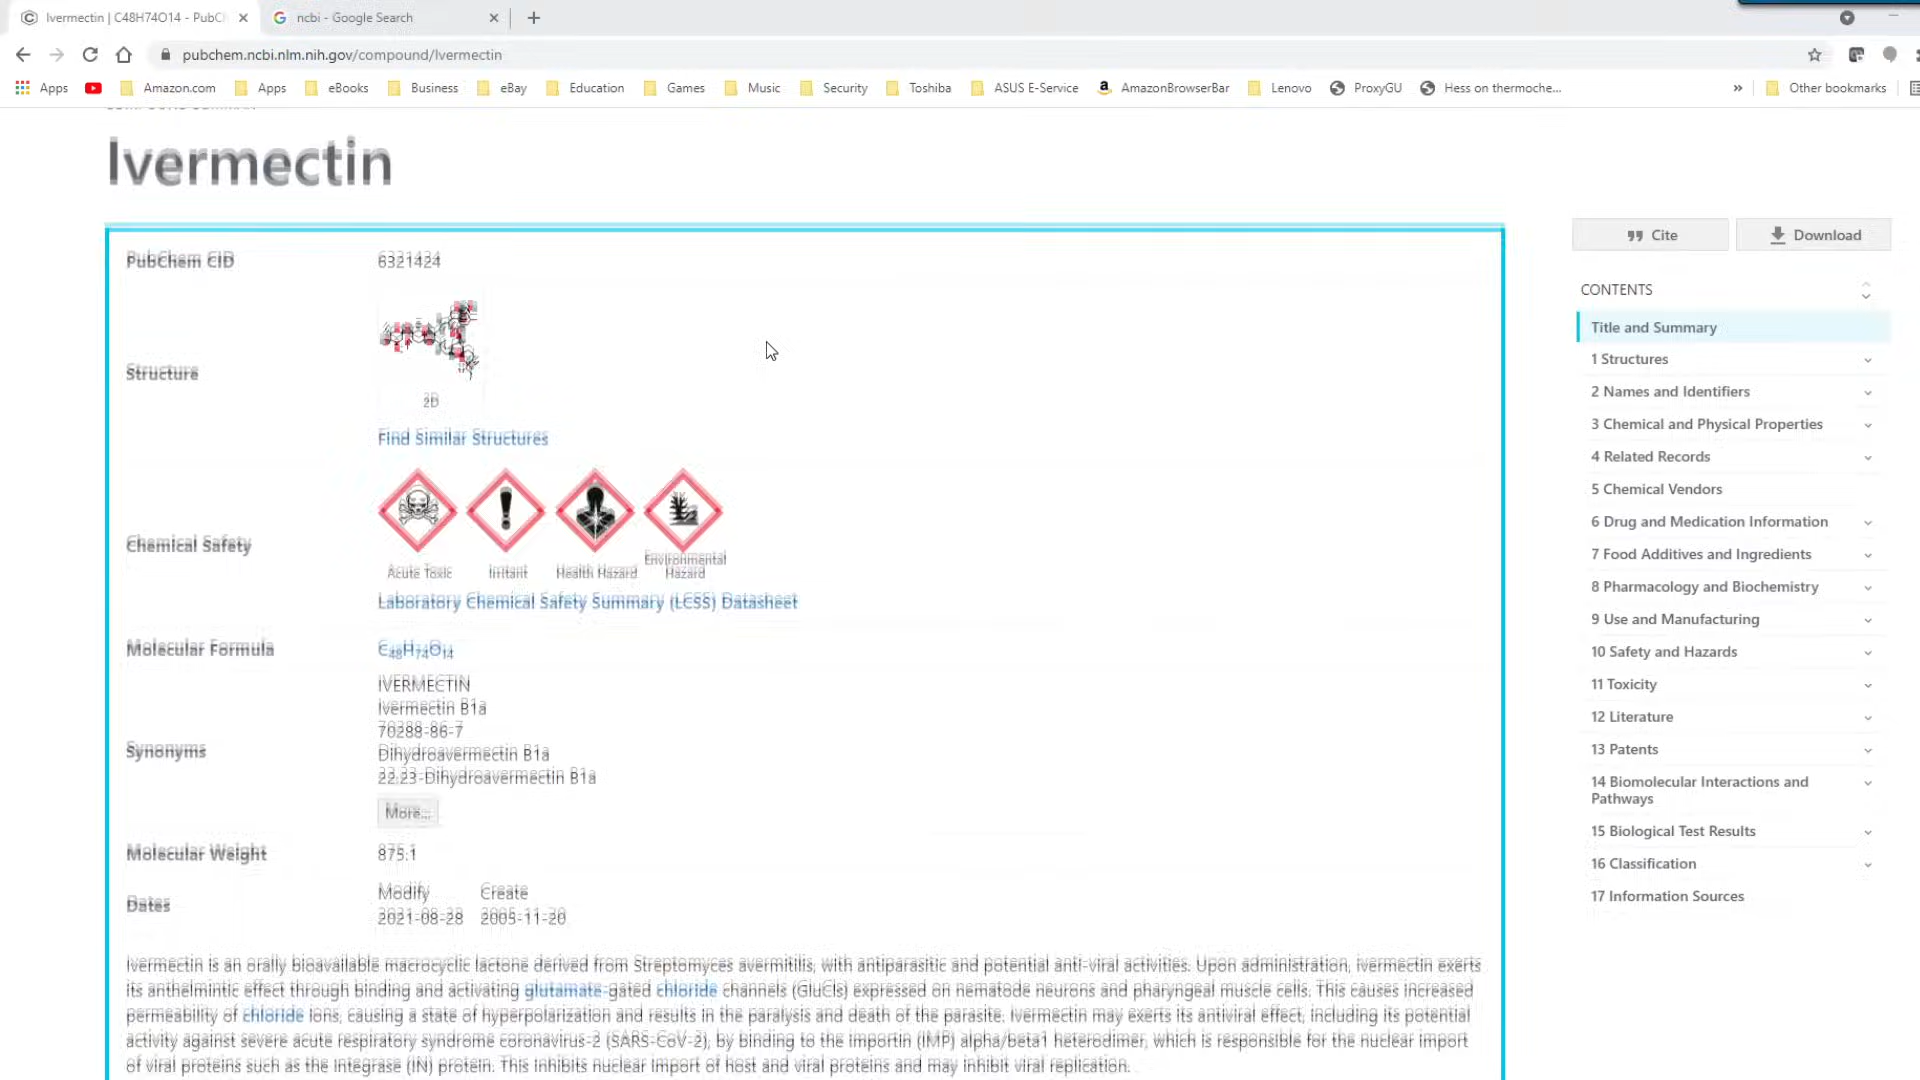 Ivermectin | C48H74O14 - PubC
ncbi - Google Search
pubchem.ncbi.nlm.nih.gov/compound/Ivermectin
Apps
Amazon.com
Apps
eBooks
Business
eBay
Education
Games
Music
Security
Toshiba
ASUS E-Service
AmazonBrowserBar
Lenovo
ProxyGU
Hess on thermoche...
»
Other bookmarks
Ivermectin
Cite
Download
PubChem CID
6321424
Structure
2D
Find Similar Structures
Chemical Safety
Acute Toxic
Irritant
Health Hazard
Environmental
Hazard
Laboratory Chemical Safety Summary (LCSS) Datasheet
Molecular Formula
C48H74O14
Synonyms
IVERMECTIN
Ivermectin B1a
70288-86-7
Dihydroavermectin B1a
22,23-Dihydroavermectin B1a
More...
Molecular Weight
875.1
Dates
Modify
Create
2021-08-28
2005-11-20
Ivermectin is an orally bioavailable macrocyclic lactone derived from Streptomyces avermitilis, with antiparasitic and potential anti-viral activities. Upon administration, ivermectin exerts
its anthelmintic effect through binding and activating glutamate-gated chloride channels (GluCls) expressed on nematode neurons and pharyngeal muscle cells. This causes increased
permeability of chloride ions, causing a state of hyperpolarization and results in the paralysis and death of the parasite. Ivermectin may exerts its antiviral effect, including its potential
activity against severe acute respiratory syndrome coronavirus-2 (SARS-CoV-2), by binding to the importin (IMP) alpha/beta1 heterodimer, which is responsible for the nuclear import
of viral proteins such as the integrase (IN) protein. This inhibits nuclear import of host and viral proteins and may inhibit viral replication.
CONTENTS
Title and Summary
1 Structures
2 Names and Identifiers
3 Chemical and Physical Properties
4 Related Records
5 Chemical Vendors
6 Drug and Medication Information
7 Food Additives and Ingredients
8 Pharmacology and Biochemistry
9 Use and Manufacturing
10 Safety and Hazards
11 Toxicity
12 Literature
13 Patents
14 Biomolecular Interactions and
Pathways
15 Biological Test Results
16 Classification
17 Information Sources